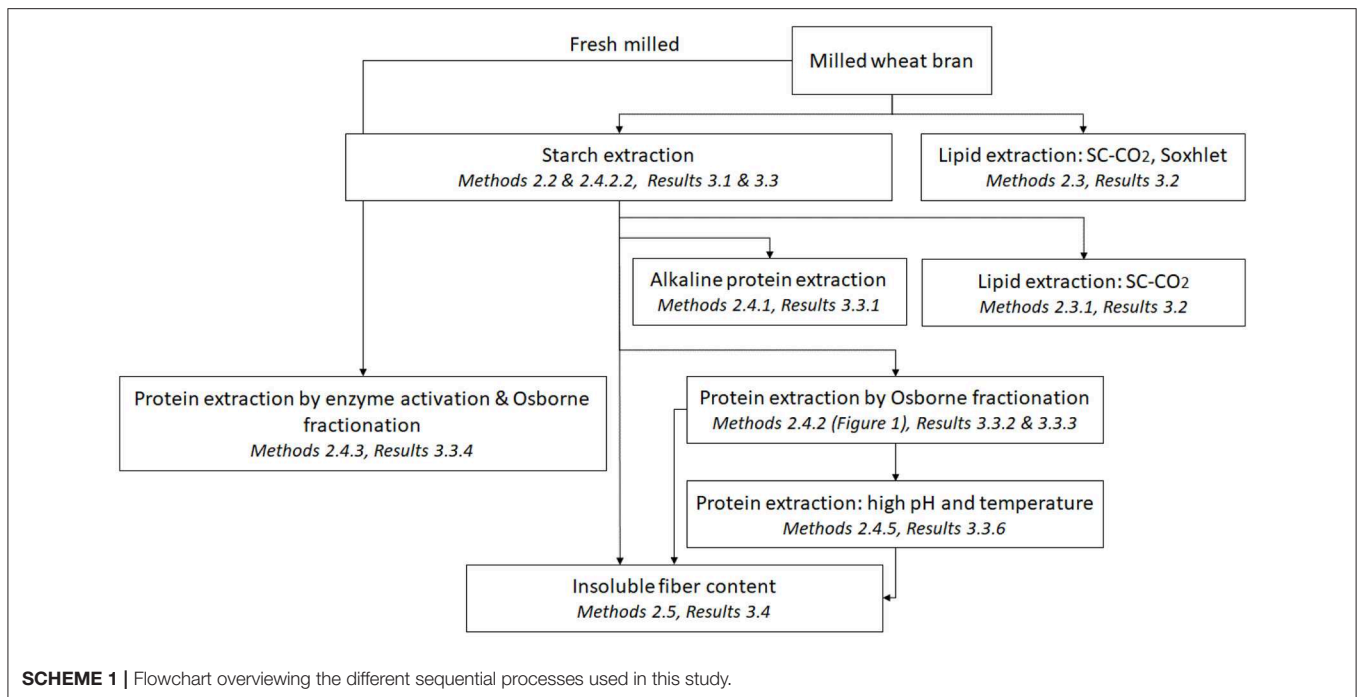 Fresh milled
Milled wheat bran
Starch extraction
Methods 2.2 & 2.4.2.2, Results 3.1 & 3.3
Lipid extraction: SC-CO2, Soxhlet
Methods 2.3, Results 3.2
Alkaline protein extraction
Methods 2.4.1, Results 3.3.1
Lipid extraction: SC-CO2
Methods 2.3.1, Results 3.2
Protein extraction by enzyme activation & Osborne
fractionation
Methods 2.4.3, Results 3.3.4
Protein extraction by Osborne fractionation
Methods 2.4.2 (Figure 1), Results 3.3.2 & 3.3.3
Protein extraction: high pH and temperature
Methods 2.4.5, Results 3.3.6
Insoluble fiber content
Methods 2.5, Results 3.4
SCHEME 1 | Flowchart overviewing the different sequential processes used in this study.